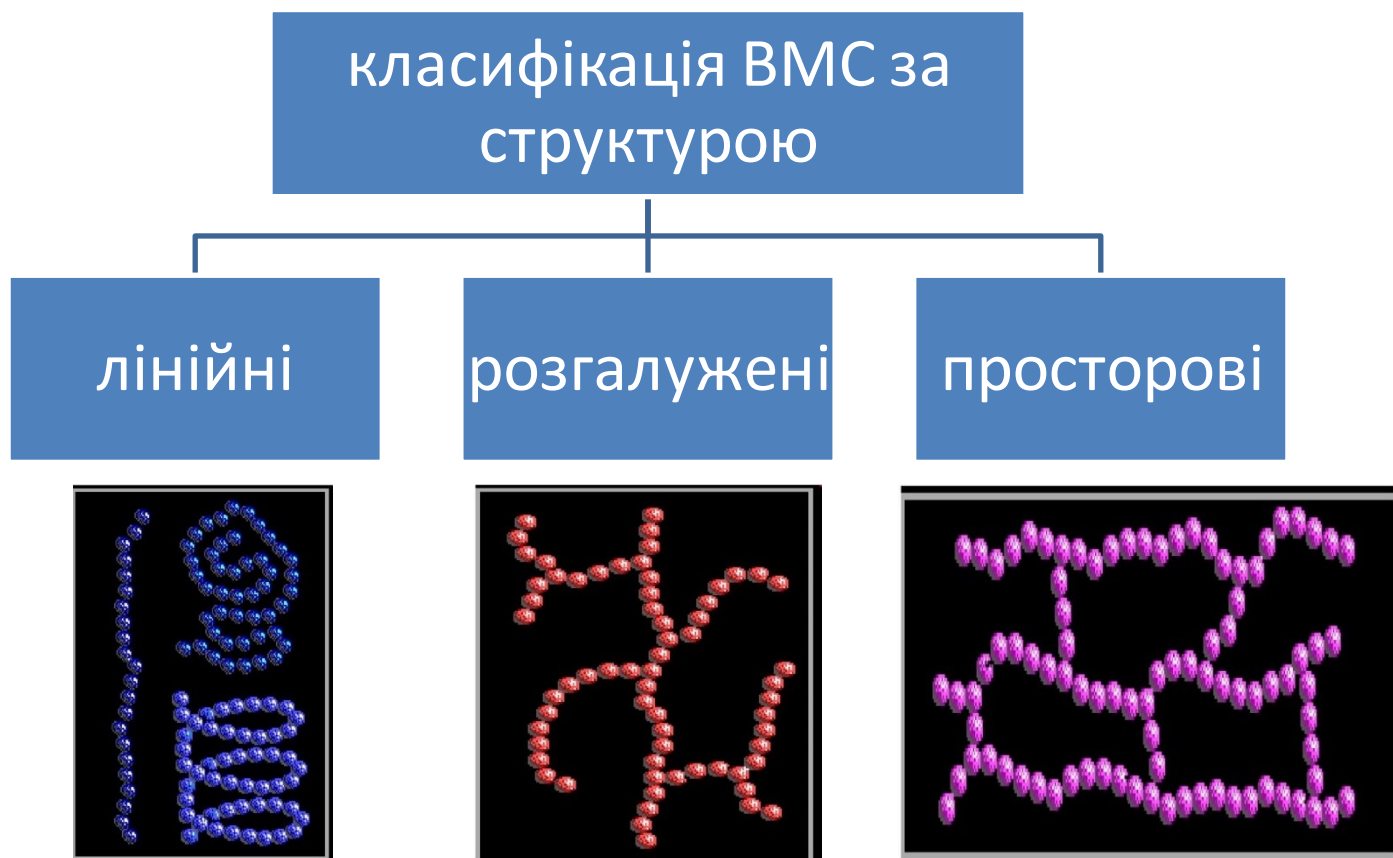 класифікація ВМС за
структурою
лінійні
розгалужені
просторові